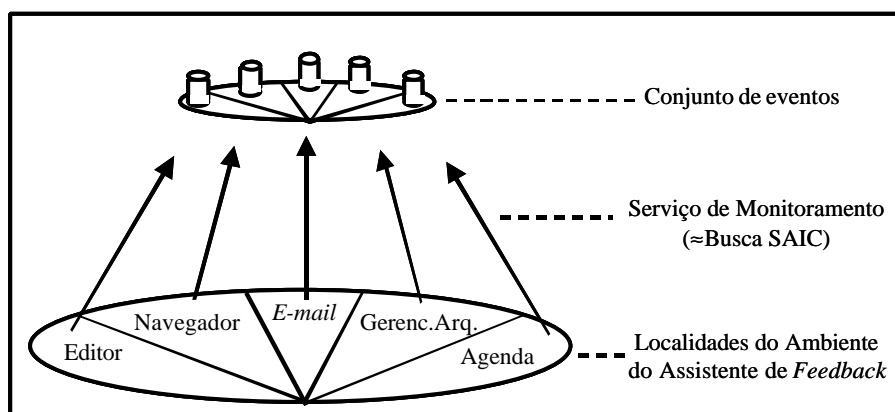 Conjunto de eventos
Serviço de Monitoramento
(≈Busca SAIC)
Editor
Navegador
E-mail
Gerenc.Arq.
Agenda
Localidades do Ambiente
do Assistente de Feedback